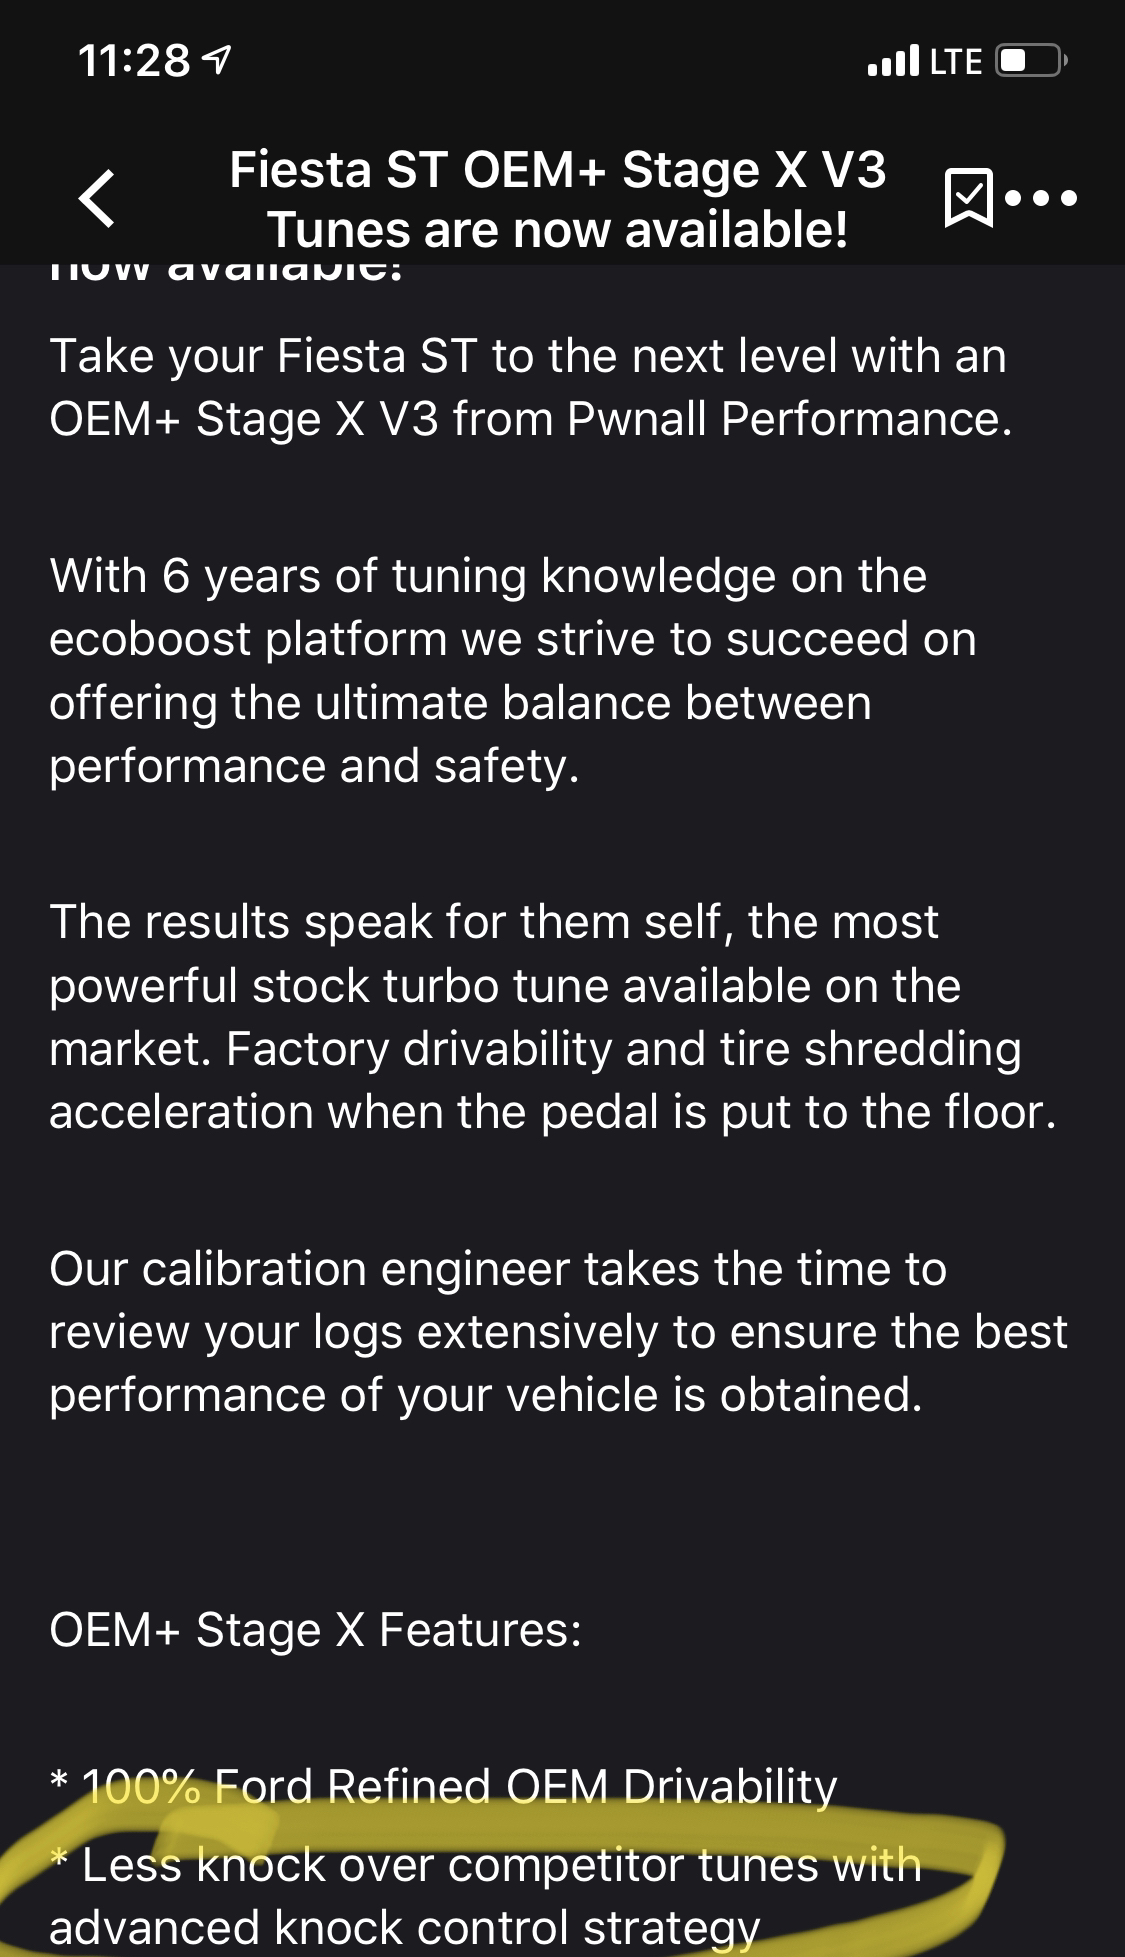 11:28
LTE
Fiesta ST OEM+ Stage X V3
Tunes are now available!
now available!
Take your Fiesta ST to the next level with an
OEM+ Stage X V3 from Pwnall Performance.
With 6 years of tuning knowledge on the
ecoboost platform we strive to succeed on
offering the ultimate balance between
performance and safety.
The results speak for them self, the most
powerful stock turbo tune available on the
market. Factory drivability and tire shredding
acceleration when the pedal is put to the floor.
Our calibration engineer takes the time to
review your logs extensively to ensure the best
performance of your vehicle is obtained.
OEM+ Stage X Features:
* 100% Ford Refined OEM Drivability
* Less knock over competitor tunes with
advanced knock control strategy